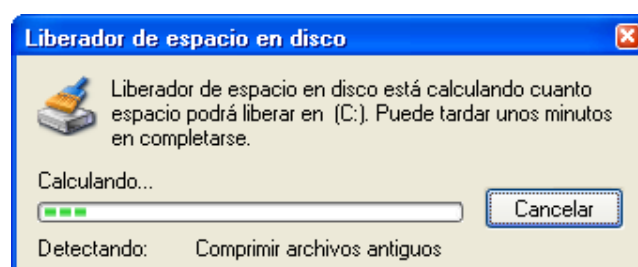 Liberador de espacio en disco
Liberador de espacio en disco está calculando cuanto
espacio podrá liberar en (C:). Puede tardar unos minutos
en completarse.
Calculando...
Cancelar
Detectando: Comprimir archivos antiguos